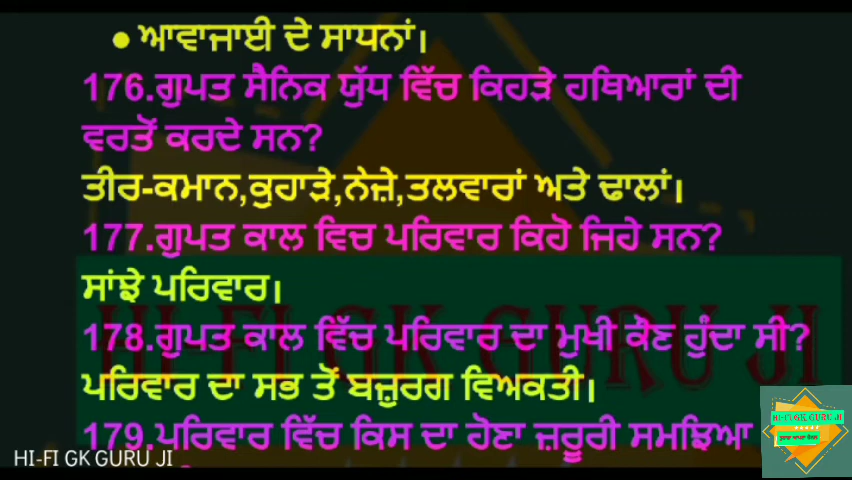 • ਆਵਾਜਾਈ ਦੇ ਸਾਧਨਾਂ।
176.ਗੁਪਤ ਸੈਨਿਕ ਯੁੱਧ ਵਿੱਚ ਕਿਹੜੇ ਹਥਿਆਰਾਂ ਦੀ
ਵਰਤੋਂ ਕਰਦੇ ਸਨ?
ਤੀਰ-ਕਮਾਨ,ਕੁਹਾੜੇ,ਨੇਜ਼ੇ,ਤਲਵਾਰਾਂ ਅਤੇ ਢਾਲਾਂ।
177.ਗੁਪਤ ਕਾਲ ਵਿਚ ਪਰਿਵਾਰ ਕਿਹੋ ਜਿਹੇ ਸਨ?
ਸਾਂਝੇ ਪਰਿਵਾਰ।
178.ਗੁਪਤ ਕਾਲ ਵਿੱਚ ਪਰਿਵਾਰ ਦਾ ਮੁਖੀ ਕੌਣ ਹੁੰਦਾ ਸੀ?
ਪਰਿਵਾਰ ਦਾ ਸਭ ਤੋਂ ਬਜ਼ੁਰਗ ਵਿਅਕਤੀ।
179.ਪਰਿਵਾਰ ਵਿੱਚ ਕਿਸ ਦਾ ਹੋਣਾ ਜ਼ਰੂਰੀ ਸਮਝਿਆ
HI-FI GK GURU JI
HI-FI GK GURU JI
HI-FI GK GURU JI